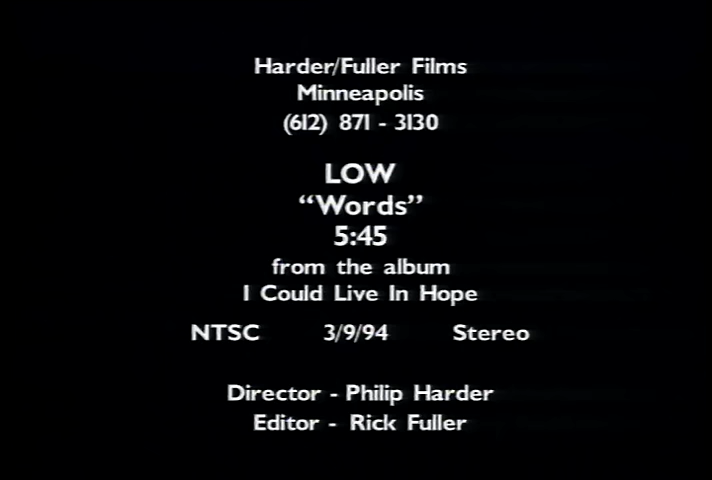 Harder/Fuller Films
Minneapolis
(612) 871 - 3130
LOW
“Words”
5:45
from the album
I Could Live In Hope
NTSC 3/9/94 Stereo
Director - Philip Harder
Editor - Rick Fuller